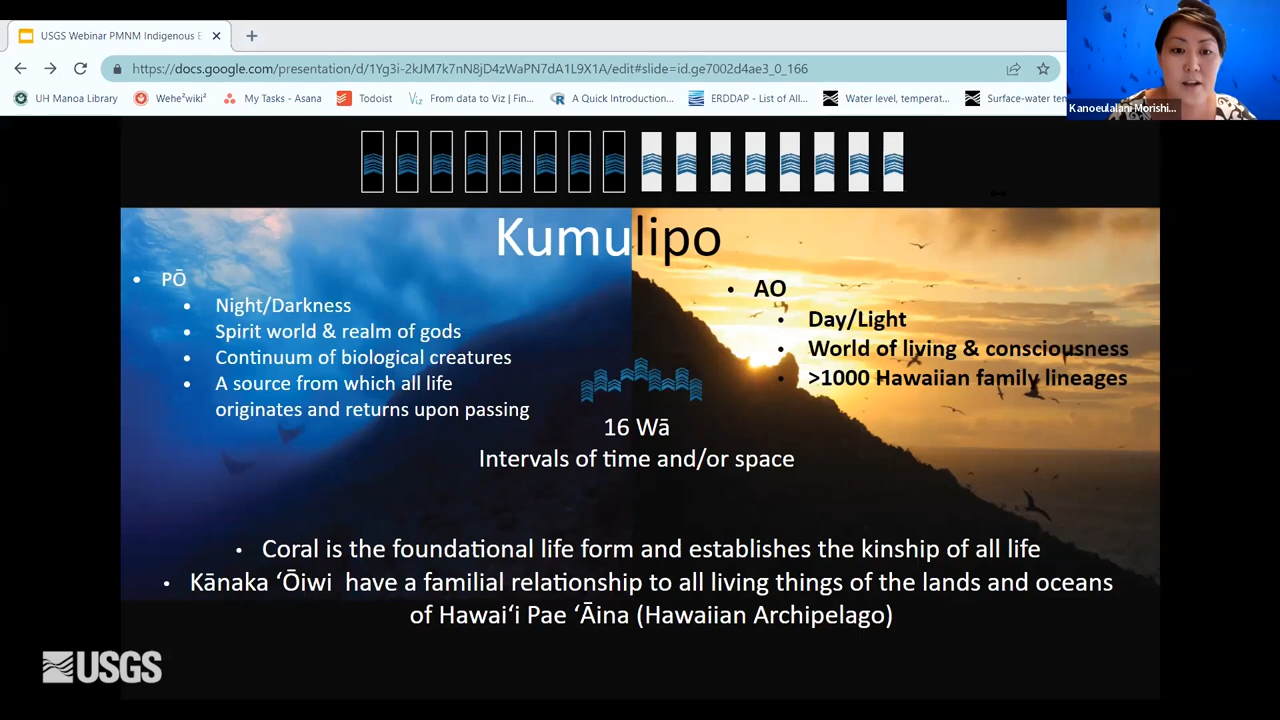 USGS Webinar PMNM Indigenous E
https://docs.google.com/presentation/d/1Yg3i-2kJM7k7nN8jD4zWaPN7dA1L9X1A/edit#slide=id.ge7002d4ae3_0_166
UH Manoa Library
Wehe²wiki²
My Tasks - Asana
Todoist
Viz
From data to Viz | Fin...
R
A Quick Introduction...
ERDDAP - List of All...
Water level, temperat...
Surface-water ten
Kanoeulalani Morishi...
Kumulipo
• PŌ
• Night/Darkness
• Spirit world & realm of gods
• Continuum of biological creatures
• A source from which all life
originates and returns upon passing
• AO
• Day/Light
• World of living & consciousness
• >1000 Hawaiian family lineages
16 Wā
Intervals of time and/or space
• Coral is the foundational life form and establishes the kinship of all life
• Kānaka ʻŌiwi have a familial relationship to all living things of the lands and oceans
of Hawaiʻi Pae ʻĀina (Hawaiian Archipelago)
USGS